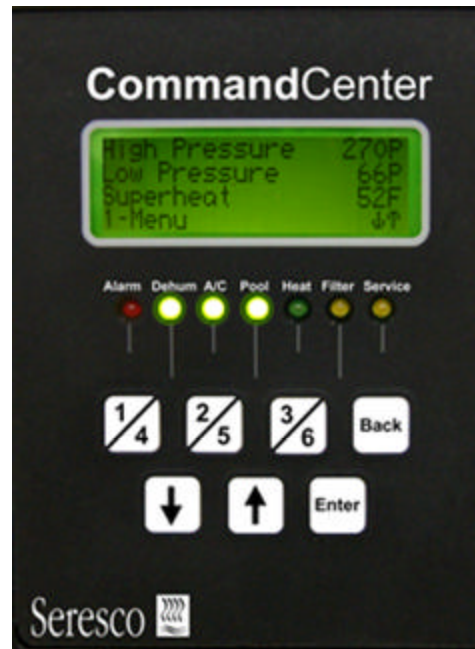 CommandCenter
High Pressure 270P
Low Pressure 66P
Superheat 52F
1-Menu ↓↑
Alarm Dehum A/C Pool Heat Filter Service
1/4 2/5 3/6 Back
↓ ↑ Enter
Seresco